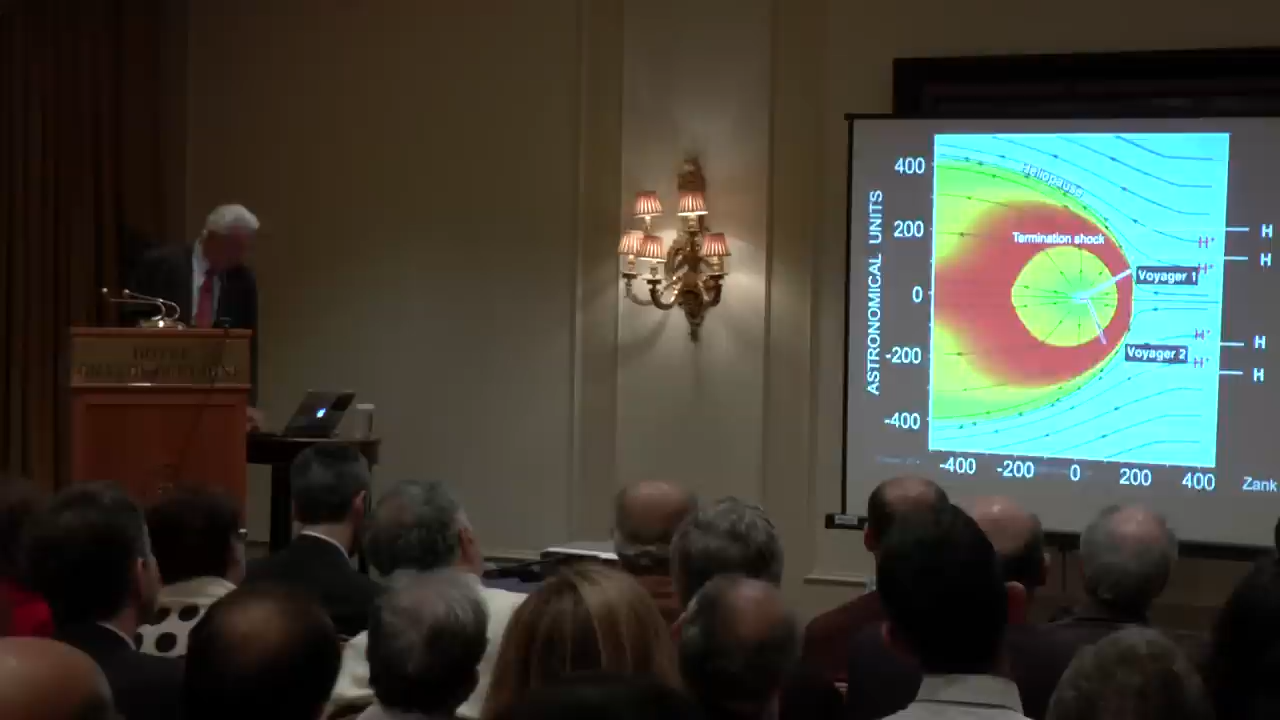 400
200
0
-200
-400
ASTRONOMICAL UNITS
Heliopause
Termination shock
Voyager 1
Voyager 2
H⁺
H⁺
H⁺
H⁺
H
H
H
H
-400 -200 0 200 400
Zank